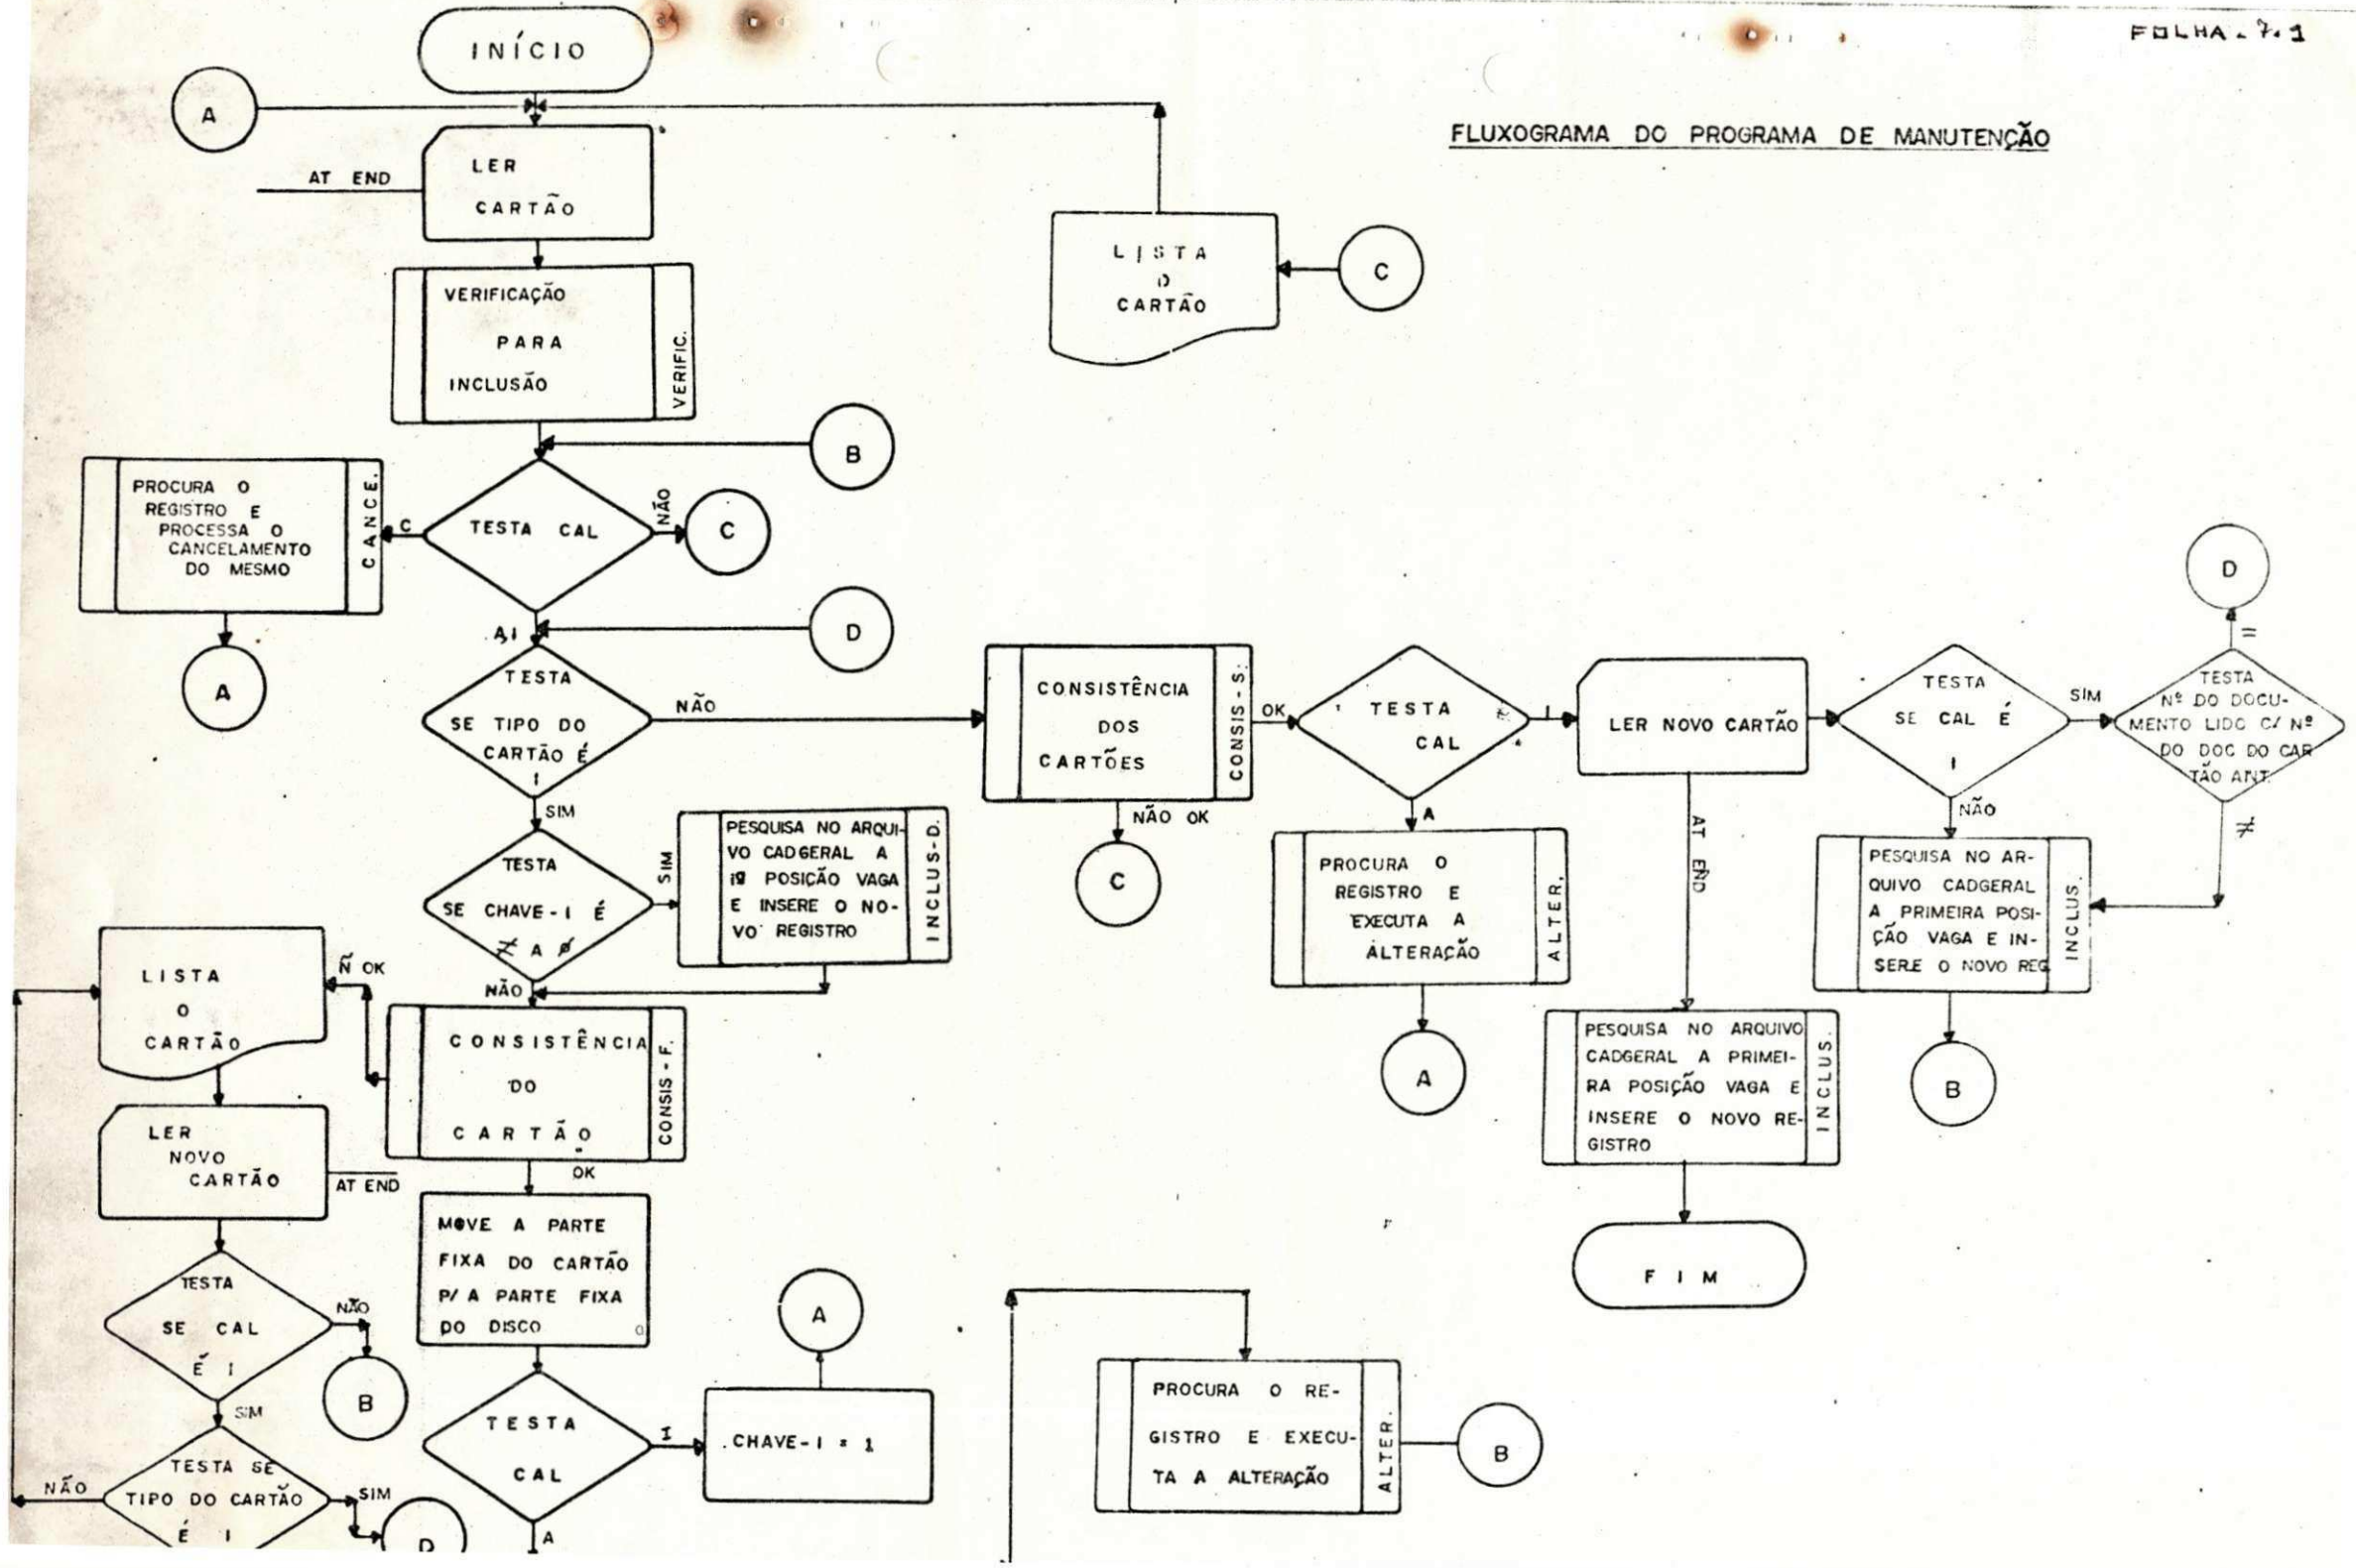 FOLHA. 7.1
FLUXOGRAMA DO PROGRAMA DE MANUTENÇÃO
INÍCIO
A
AT END
LER
CARTÃO
LISTA
O
CARTÃO
C
VERIFICAÇÃO
PARA
INCLUSÃO
VERIFIC.
B
PROCURA O
REGISTRO E
PROCESSA O
CANCELAMENTO
DO MESMO
CANCE.
A
C
TESTA CAL
NÃO
C
A,I
D
TESTA
SE TIPO DO
CARTÃO É
I
NÃO
SIM
CONSISTÊNCIA
DOS
CARTÕES
CONSIS-S.
OK
NÃO OK
C
TESTA
CAL
I
A
LER NOVO CARTÃO
AT END
TESTA
SE CAL É
I
SIM
NÃO
D
=
TESTA
Nº DO DOCU-
MENTO LIDO C/ Nº
DO DOC DO CAR
TÃO ANT.
≠
TESTA
SE CHAVE-I É
≠ A Ø
SIM
NÃO
PESQUISA NO ARQUI-
VO CADGERAL A
1ª POSIÇÃO VAGA
E INSERE O NO-
VO REGISTRO
INCLUS-D.
PROCURA O
REGISTRO E
EXECUTA A
ALTERAÇÃO
ALTER.
A
PESQUISA NO AR-
QUIVO CADGERAL
A PRIMEIRA POSI-
ÇÃO VAGA E IN-
SERE O NOVO REG
INCLUS.
B
PESQUISA NO ARQUIVO
CADGERAL A PRIMEI-
RA POSIÇÃO VAGA E
INSERE O NOVO RE-
GISTRO
INCLUS.
FIM
LISTA
O
CARTÃO
Ñ OK
CONSISTÊNCIA
DO
CARTÃO
CONSIS-F.
OK
LER
NOVO
CARTÃO
AT END
MOVE A PARTE
FIXA DO CARTÃO
P/ A PARTE FIXA
DO DISCO
TESTA
SE CAL
É I
NÃO
B
SIM
TESTA SE
TIPO DO CARTÃO
É I
NÃO
SIM
D
TESTA
CAL
I
A
CHAVE-I = 1
A
PROCURA O RE-
GISTRO E EXECU-
TA A ALTERAÇÃO
ALTER.
B